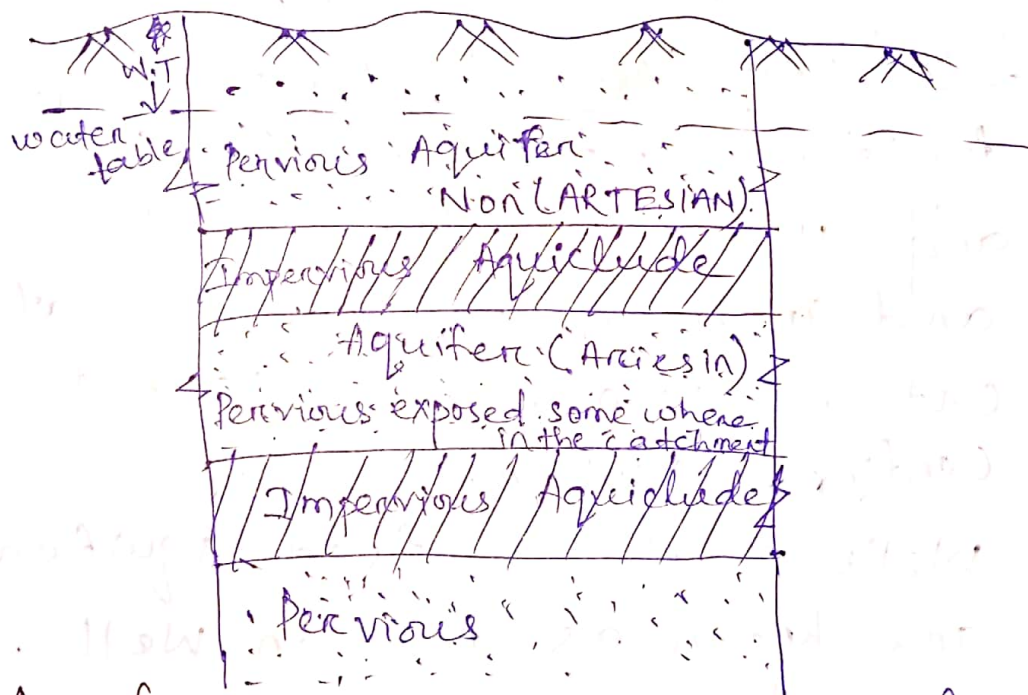 W.T
water
table
Pervious Aquifer
Non (ARTESIAN)
Impervious Aquiclude
Aquifer (Artesin)
Pervious exposed some where
in the catchment
Impervious Aquiclude
Pervious